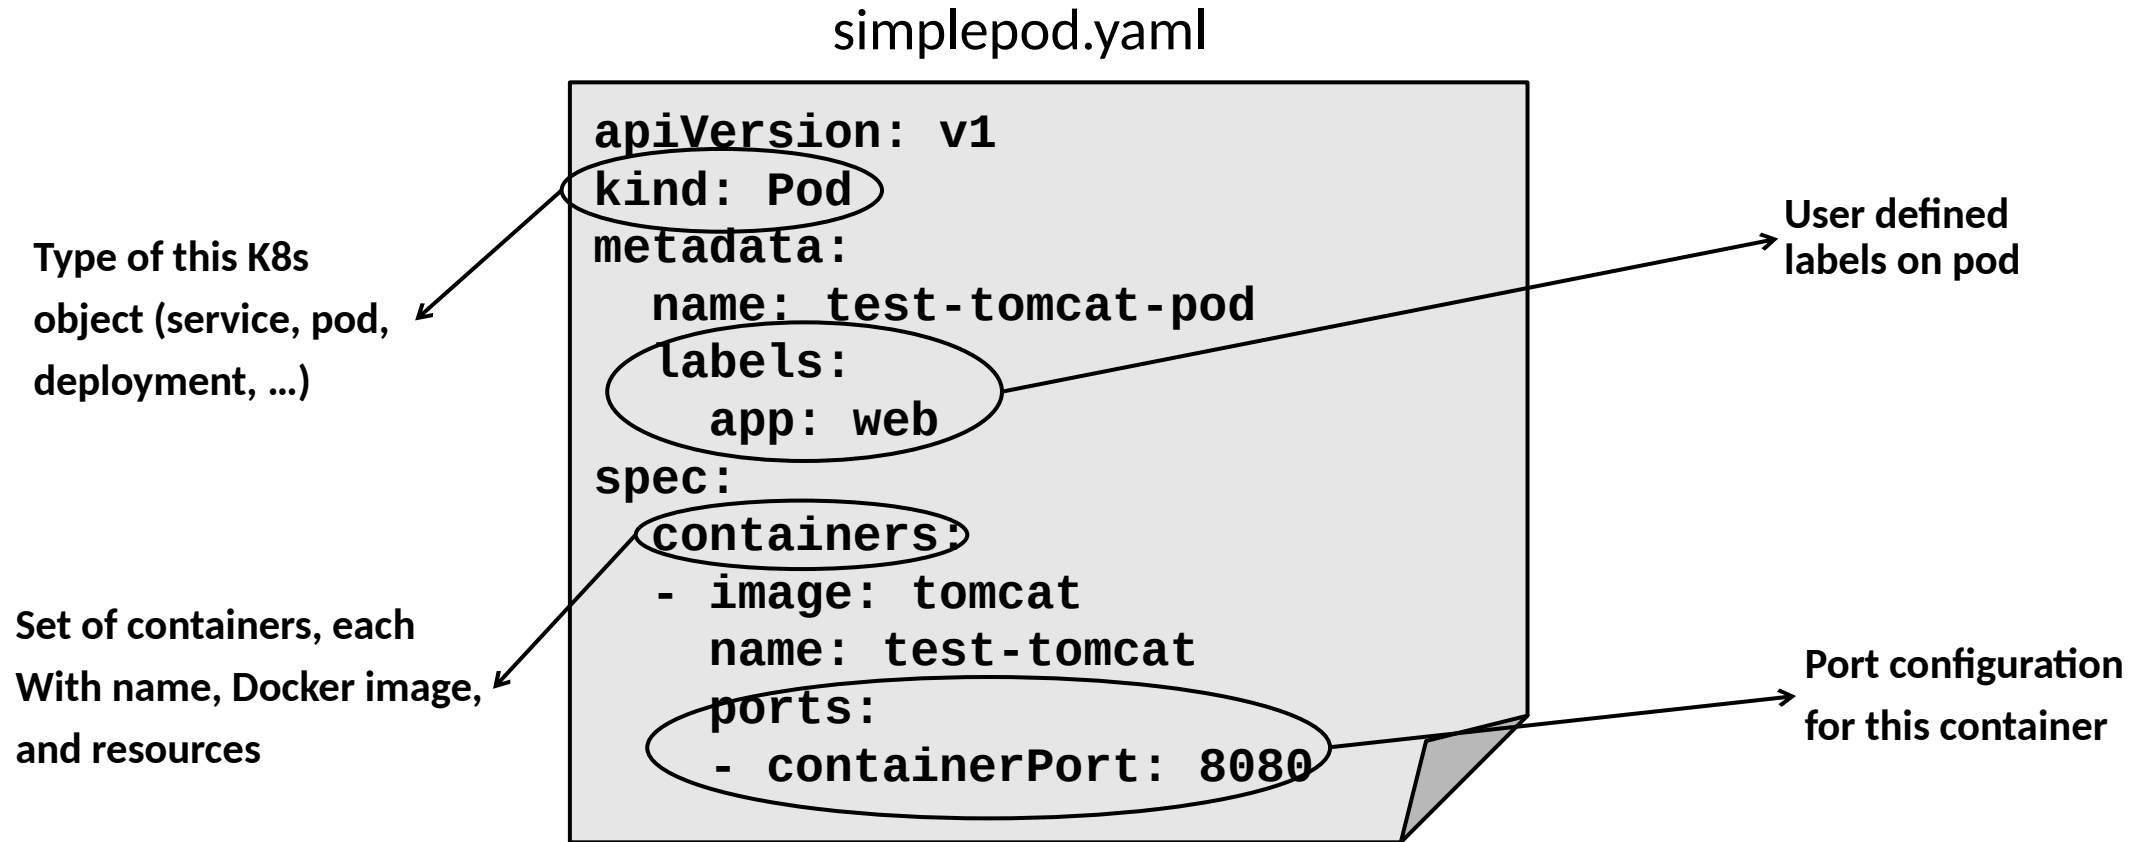 simplepod.yaml
apiVersion: v1
kind: Pod
metadata:
  name: test-tomcat-pod
  labels:
    app: web
spec:
  containers:
  - image: tomcat
    name: test-tomcat
    ports:
    - containerPort: 8080
Type of this K8s
object (service, pod,
deployment, …)
Set of containers, each
With name, Docker image,
and resources
User defined
labels on pod
Port configuration
for this container